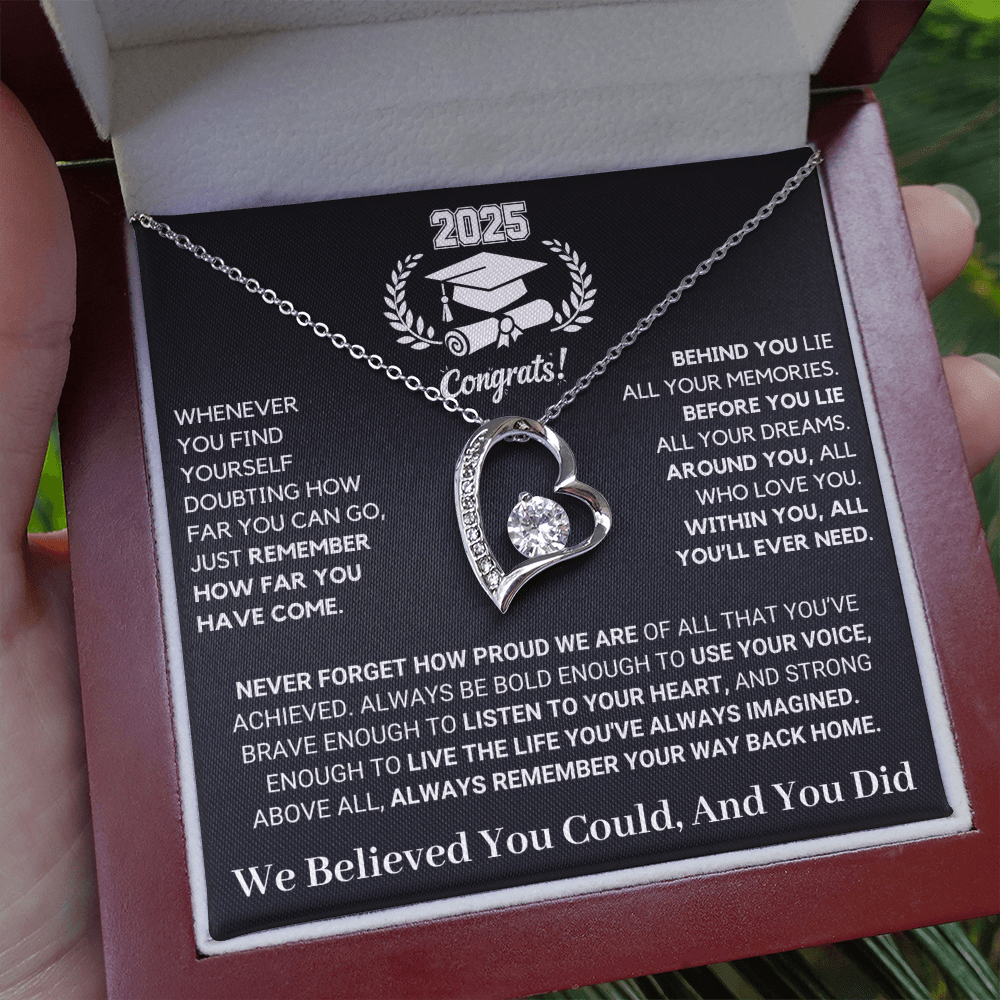 2025
Congrats!
WHENEVER
YOU FIND
YOURSELF
DOUBTING HOW
FAR YOU CAN GO,
JUST REMEMBER
HOW FAR YOU
HAVE COME.
BEHIND YOU LIE
ALL YOUR MEMORIES.
BEFORE YOU LIE
ALL YOUR DREAMS.
AROUND YOU, ALL
WHO LOVE YOU.
WITHIN YOU, ALL
YOU'LL EVER NEED.
NEVER FORGET HOW PROUD WE ARE OF ALL THAT YOU'VE
ACHIEVED. ALWAYS BE BOLD ENOUGH TO USE YOUR VOICE,
BRAVE ENOUGH TO LISTEN TO YOUR HEART, AND STRONG
ENOUGH TO LIVE THE LIFE YOU'VE ALWAYS IMAGINED.
ABOVE ALL, ALWAYS REMEMBER YOUR WAY BACK HOME.
We Believed You Could, And You Did